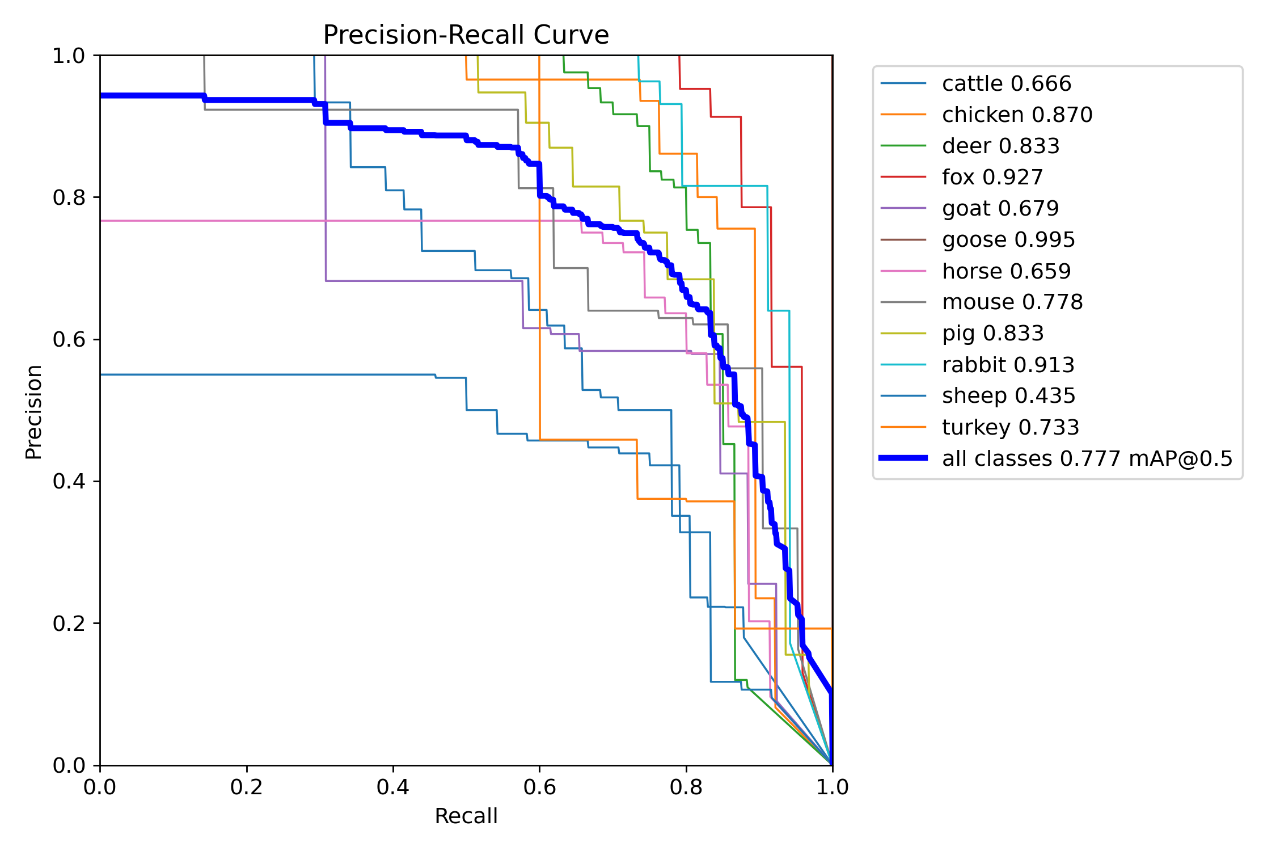 Precision-Recall Curve
1.0
0.8
0.6
0.4
0.2
0.0
Precision
0.0 0.2 0.4 0.6 0.8 1.0
Recall
cattle 0.666
chicken 0.870
deer 0.833
fox 0.927
goat 0.679
goose 0.995
horse 0.659
mouse 0.778
pig 0.833
rabbit 0.913
sheep 0.435
turkey 0.733
all classes 0.777 mAP@0.5